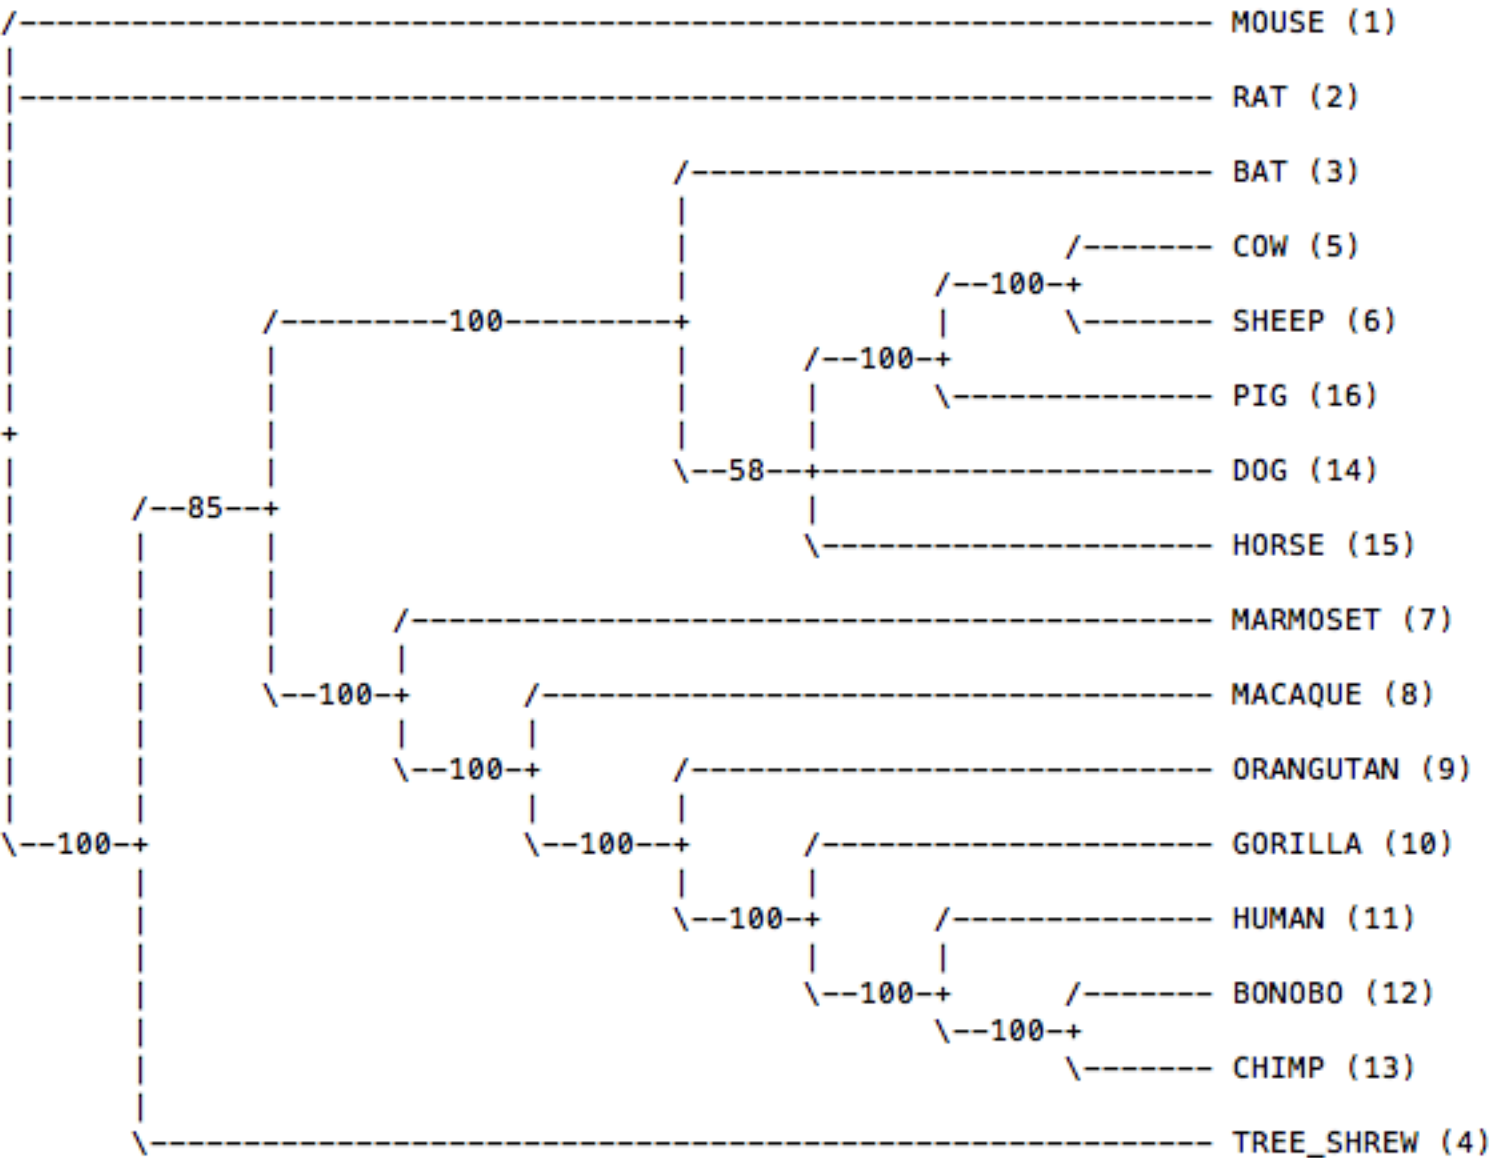 MOUSE (1)
RAT (2)
BAT (3)
COW (5)
100
100 SHEEP (6)
100
PIG (16)
58 DOG (14)
85
HORSE (15)
MARMOSET (7)
100 MACAQUE (8)
100 ORANGUTAN (9)
100 100 GORILLA (10)
100 HUMAN (11)
100 BONOBO (12)
100
CHIMP (13)
TREE_SHREW (4)